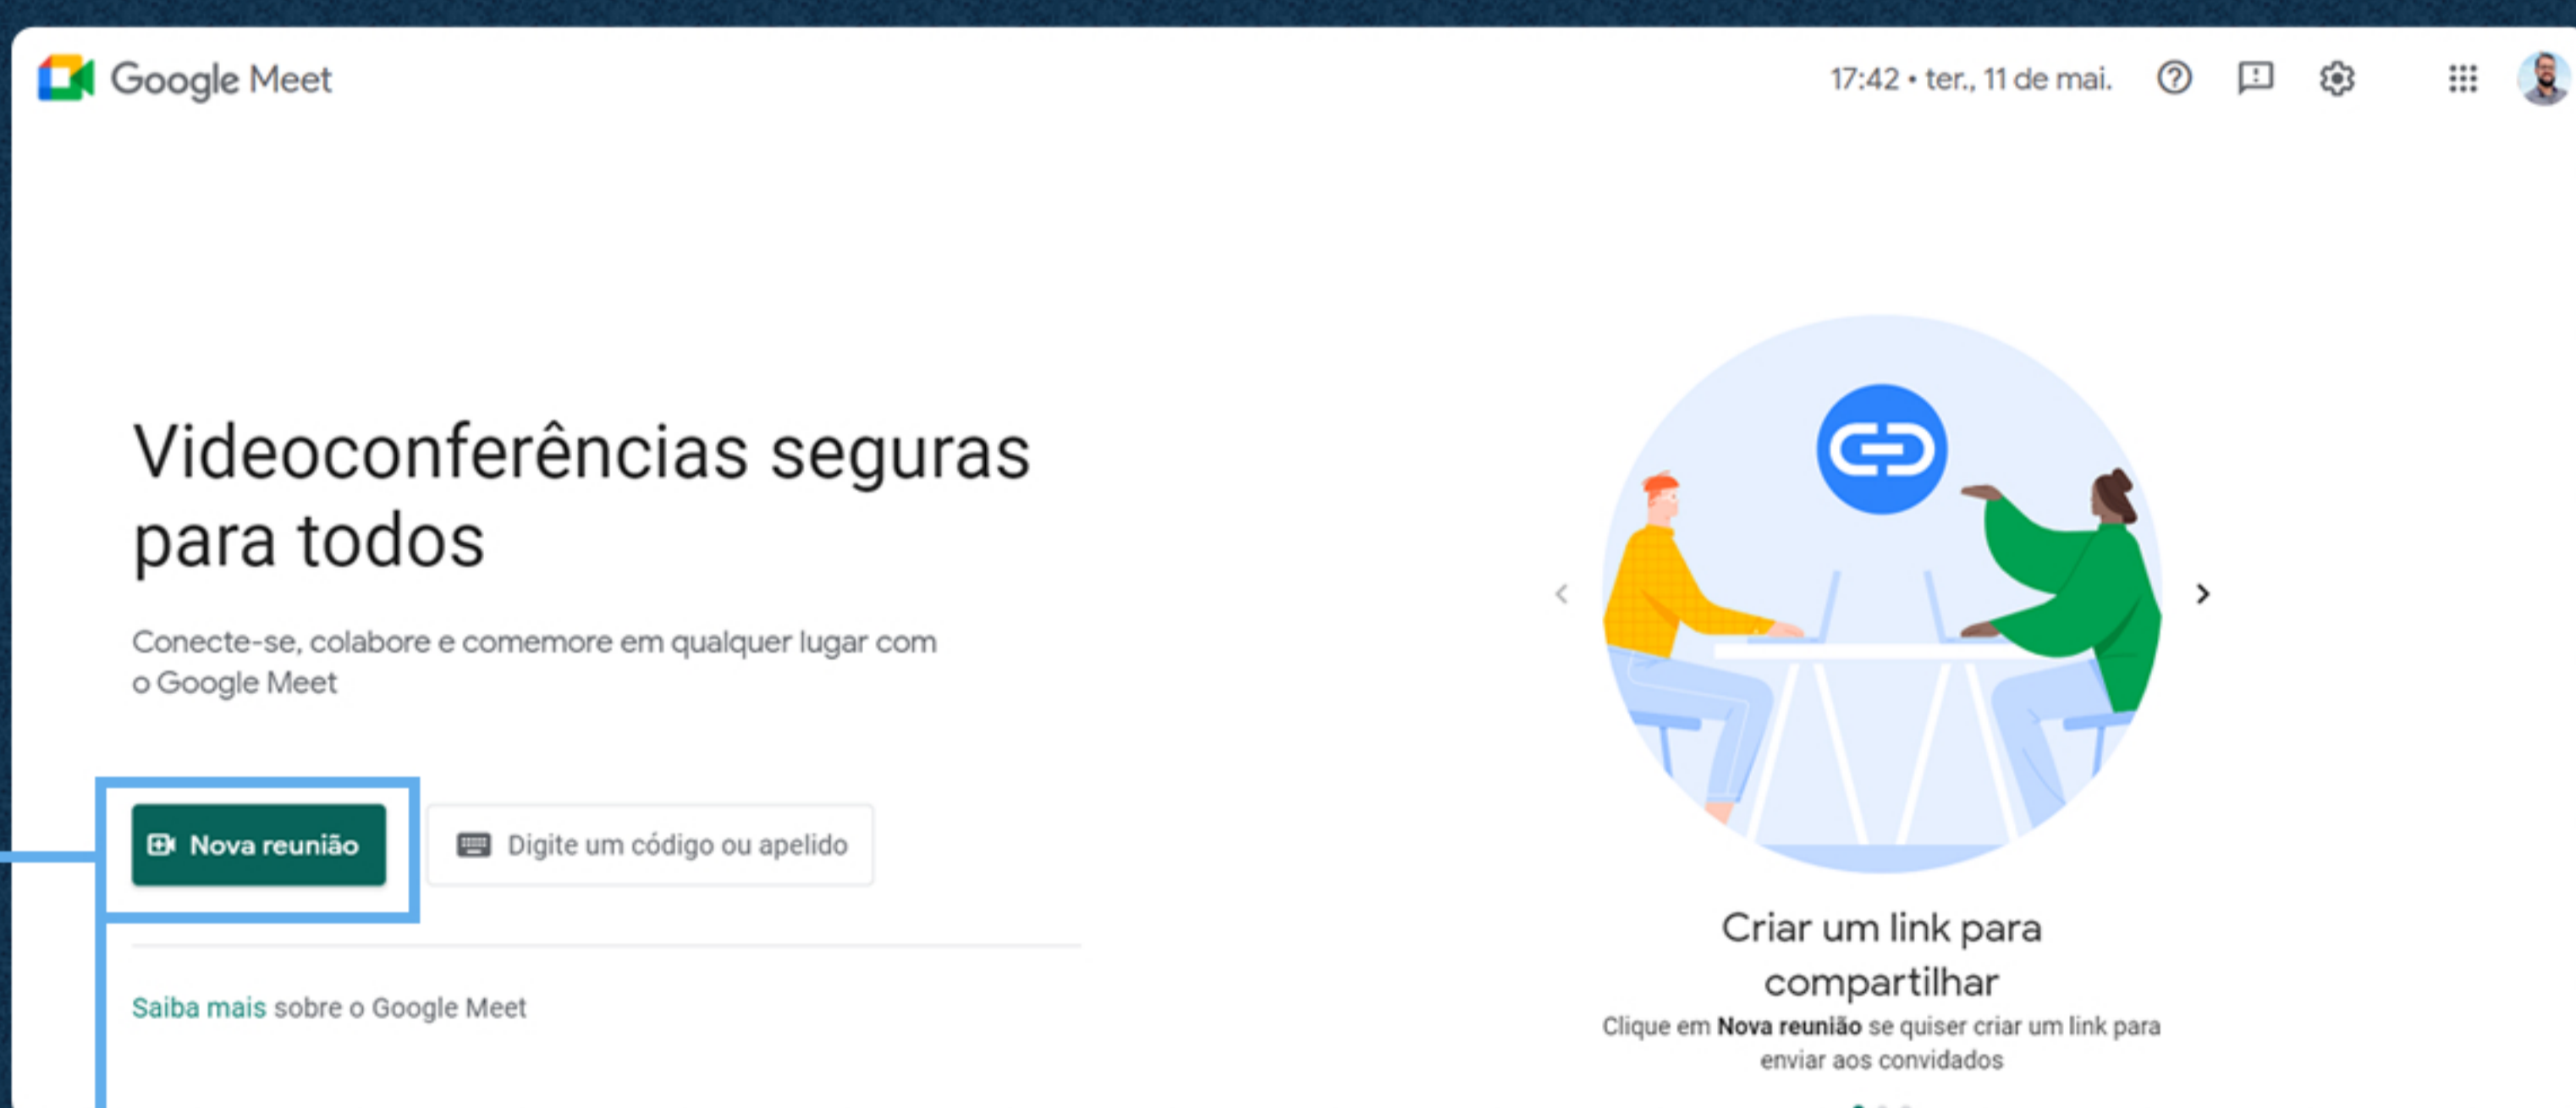 Google Meet
17:42 • ter., 11 de mai.
Videoconferências seguras
para todos
Conecte-se, colabore e comemore em qualquer lugar com
o Google Meet
Nova reunião
Digite um código ou apelido
Saiba mais sobre o Google Meet
Criar um link para
compartilhar
Clique em Nova reunião se quiser criar um link para
enviar aos convidados